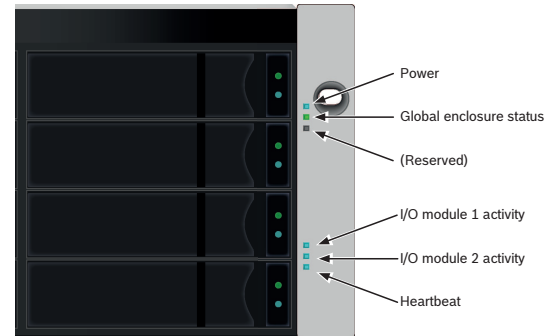 Power
Global enclosure status
(Reserved)
I/O module 1 activity
I/O module 2 activity
Heartbeat